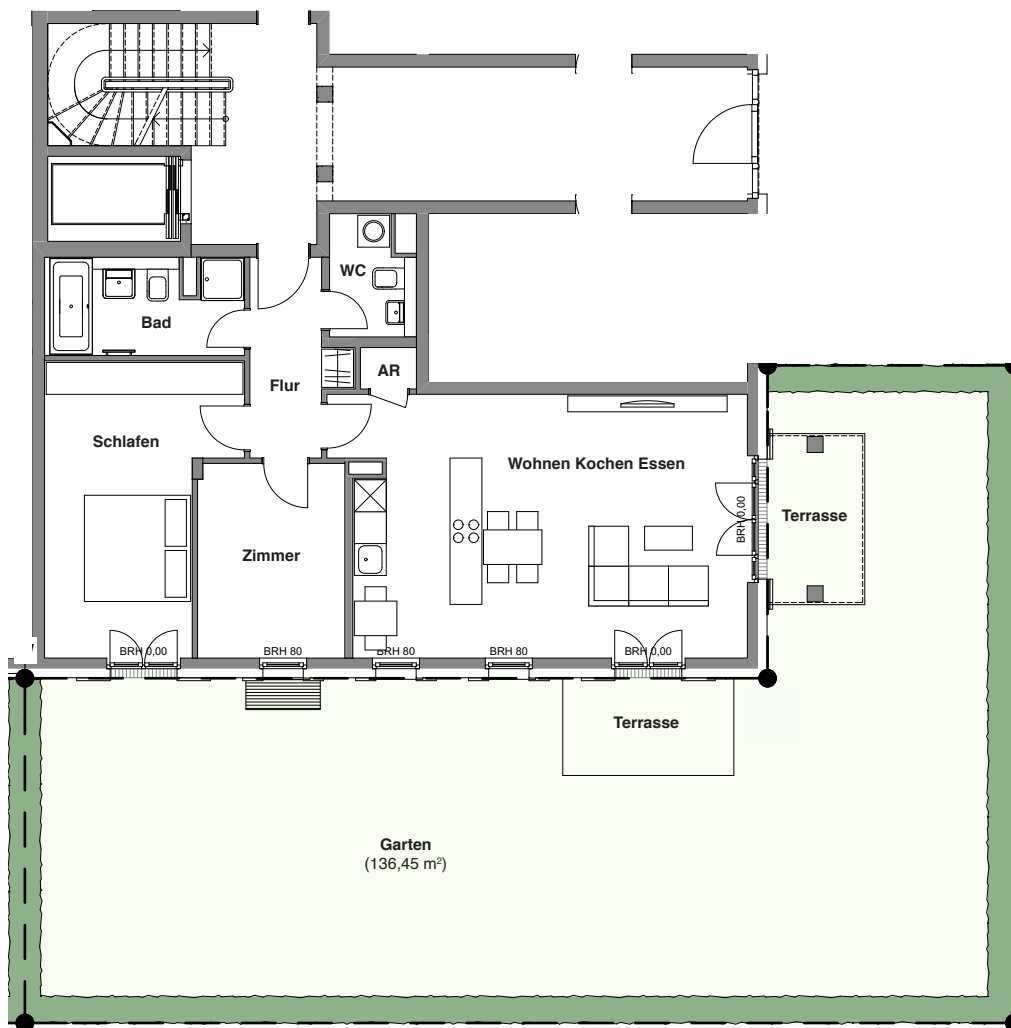 WC
Bad
AR
Flur
Schlafen
Wohnen Kochen Essen
Terrasse
BRH 0,00
Zimmer
BRH 0,00
BRH 80
BRH 80
BRH 80
BRH 0,00
Terrasse
Garten
(136,45 m²)